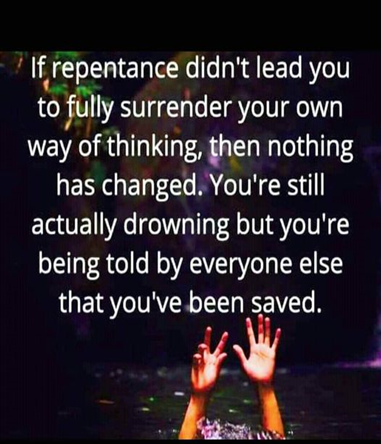 If repentance didn't lead you
to fully surrender your own
way of thinking, then nothing
has changed. You're still
actually drowning but you're
being told by everyone else
that you've been saved.